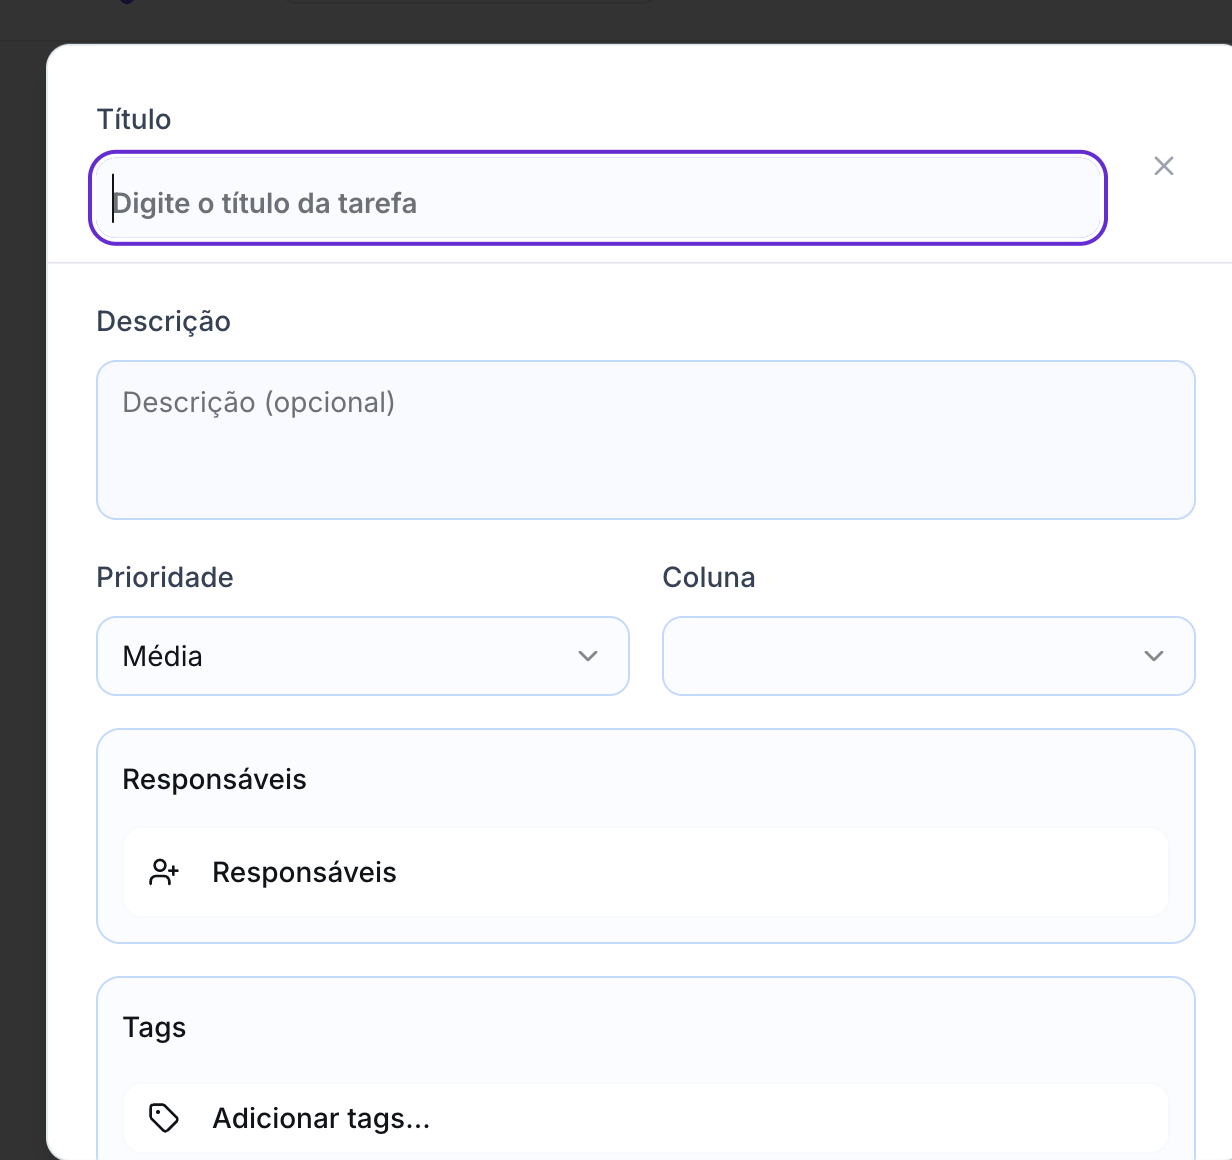 Título
Digite o título da tarefa
Descrição
Descrição (opcional)
Prioridade
Coluna
Média
Responsáveis
Responsáveis
Tags
Adicionar tags...